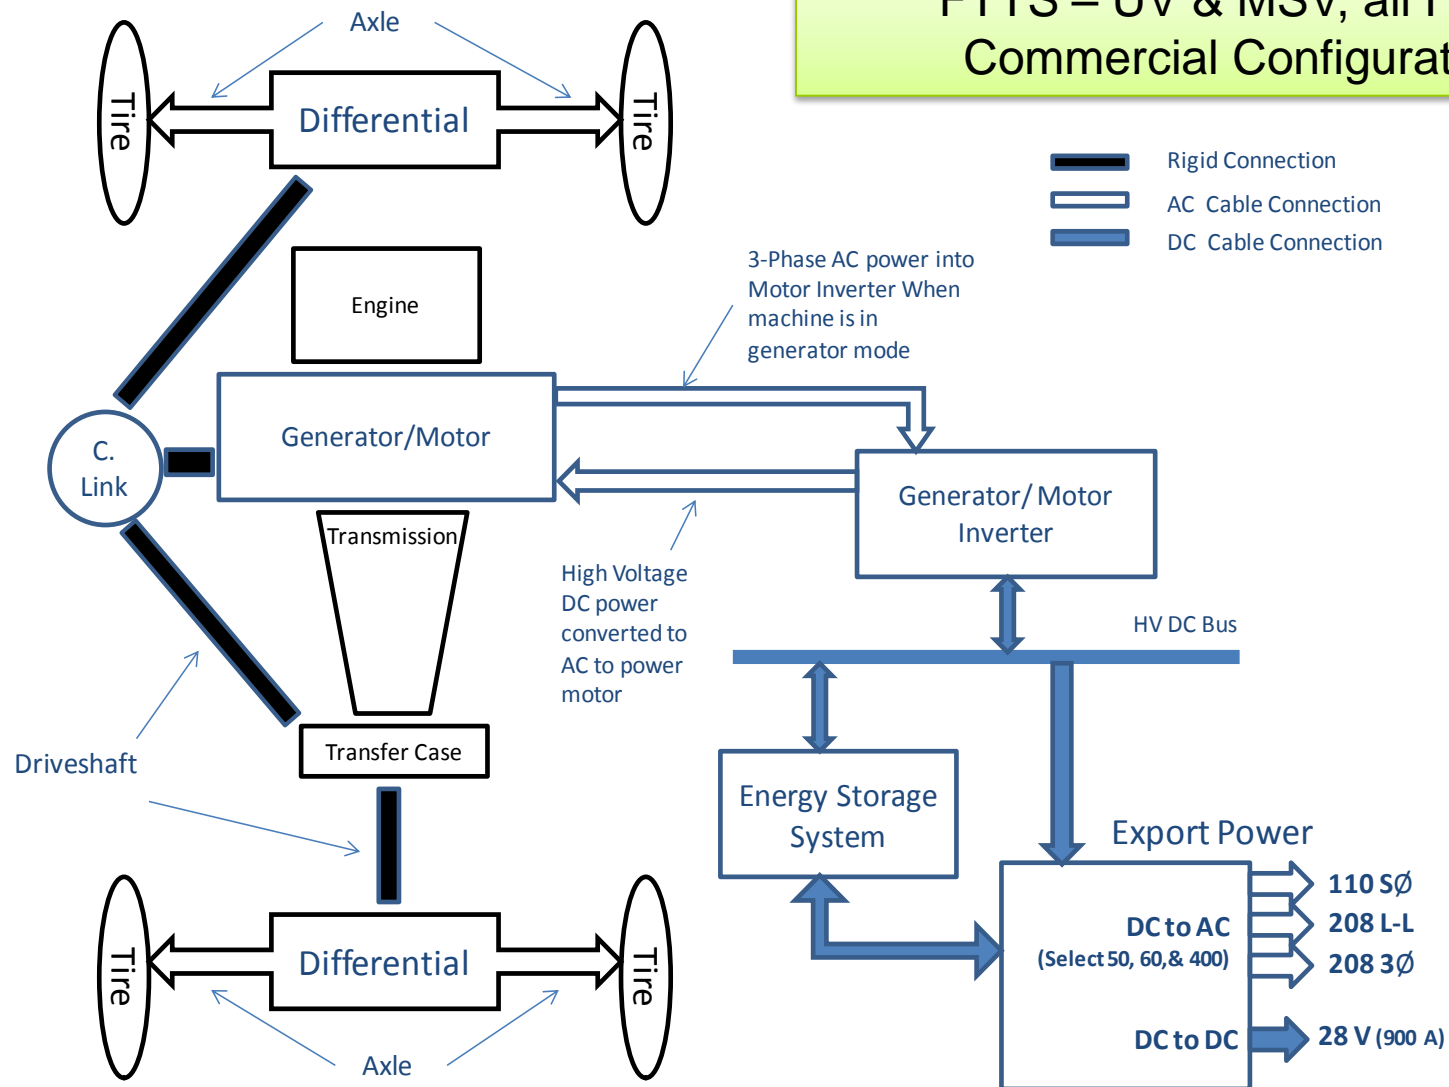 FTTS – UV & MSV, all
Commercial Configurat
Axle
Tire
Differential
Tire
Rigid Connection
AC Cable Connection
DC Cable Connection
Engine
3-Phase AC power into
Motor Inverter When
machine is in
generator mode
Generator/Motor
C.
Link
Generator/ Motor
Inverter
Transmission
High Voltage
DC power
converted to
AC to power
motor
HV DC Bus
Driveshaft
Transfer Case
Energy Storage
System
Export Power
110 SØ
208 L-L
208 3Ø
DC to AC
(Select 50, 60,& 400)
DC to DC
28 V (900 A)
Tire
Differential
Tire
Axle